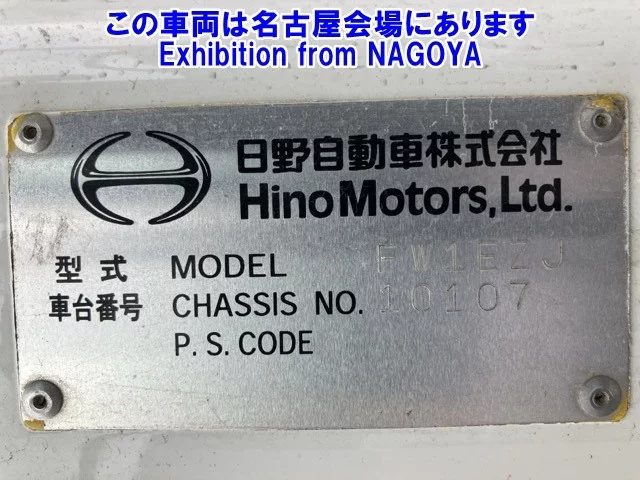 この車両は名古屋会場にあります
Exhibition from NAGOYA
日野自動車株式会社
Hino Motors, Ltd.
型式 MODEL FW1EZJ
車台番号 CHASSIS NO. 10107
P.S.CODE